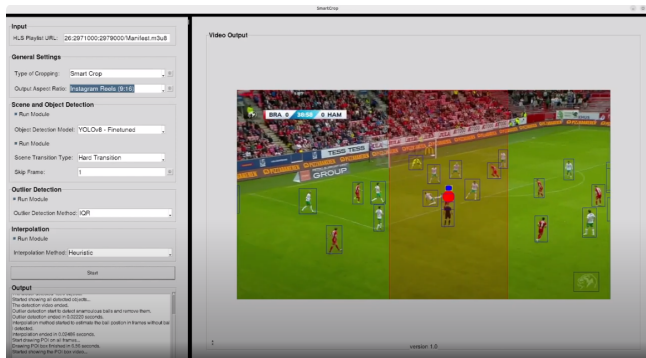 SmartCrop
Input
HLS Playlist URL: 26:2971000:2979000/Manifest.m3u8
General Settings
Type of Cropping: Smart Crop
Output Aspect Ratio: Instagram Reels (9:16)
Scene and Object Detection
Run Module
Object Detection Model: YOLOv8 - Finetuned
Run Module
Scene Transition Type: Hard Transition
Skip Frame: 1
Outlier Detection
Run Module
Outlier Detection Method: IQR
Interpolation
Run Module
Interpolation Method: Heuristic
Start
Output
Started showing all detected objects...
The detection video ended.
Outlier detection started to detect erroneous balls and remove them.
Outlier detection ended in 0.00220 seconds.
Interpolation method started to estimate the ball position in frames without bal
detected.
Interpolation ended in seconds.
Start drawing POI on all frames...
Drawing POI box finished in seconds.
Started showing the POI box video...
Video Output
BRA 0 38:58 0 HAM
TESS TESS
GROUP
version 1.0